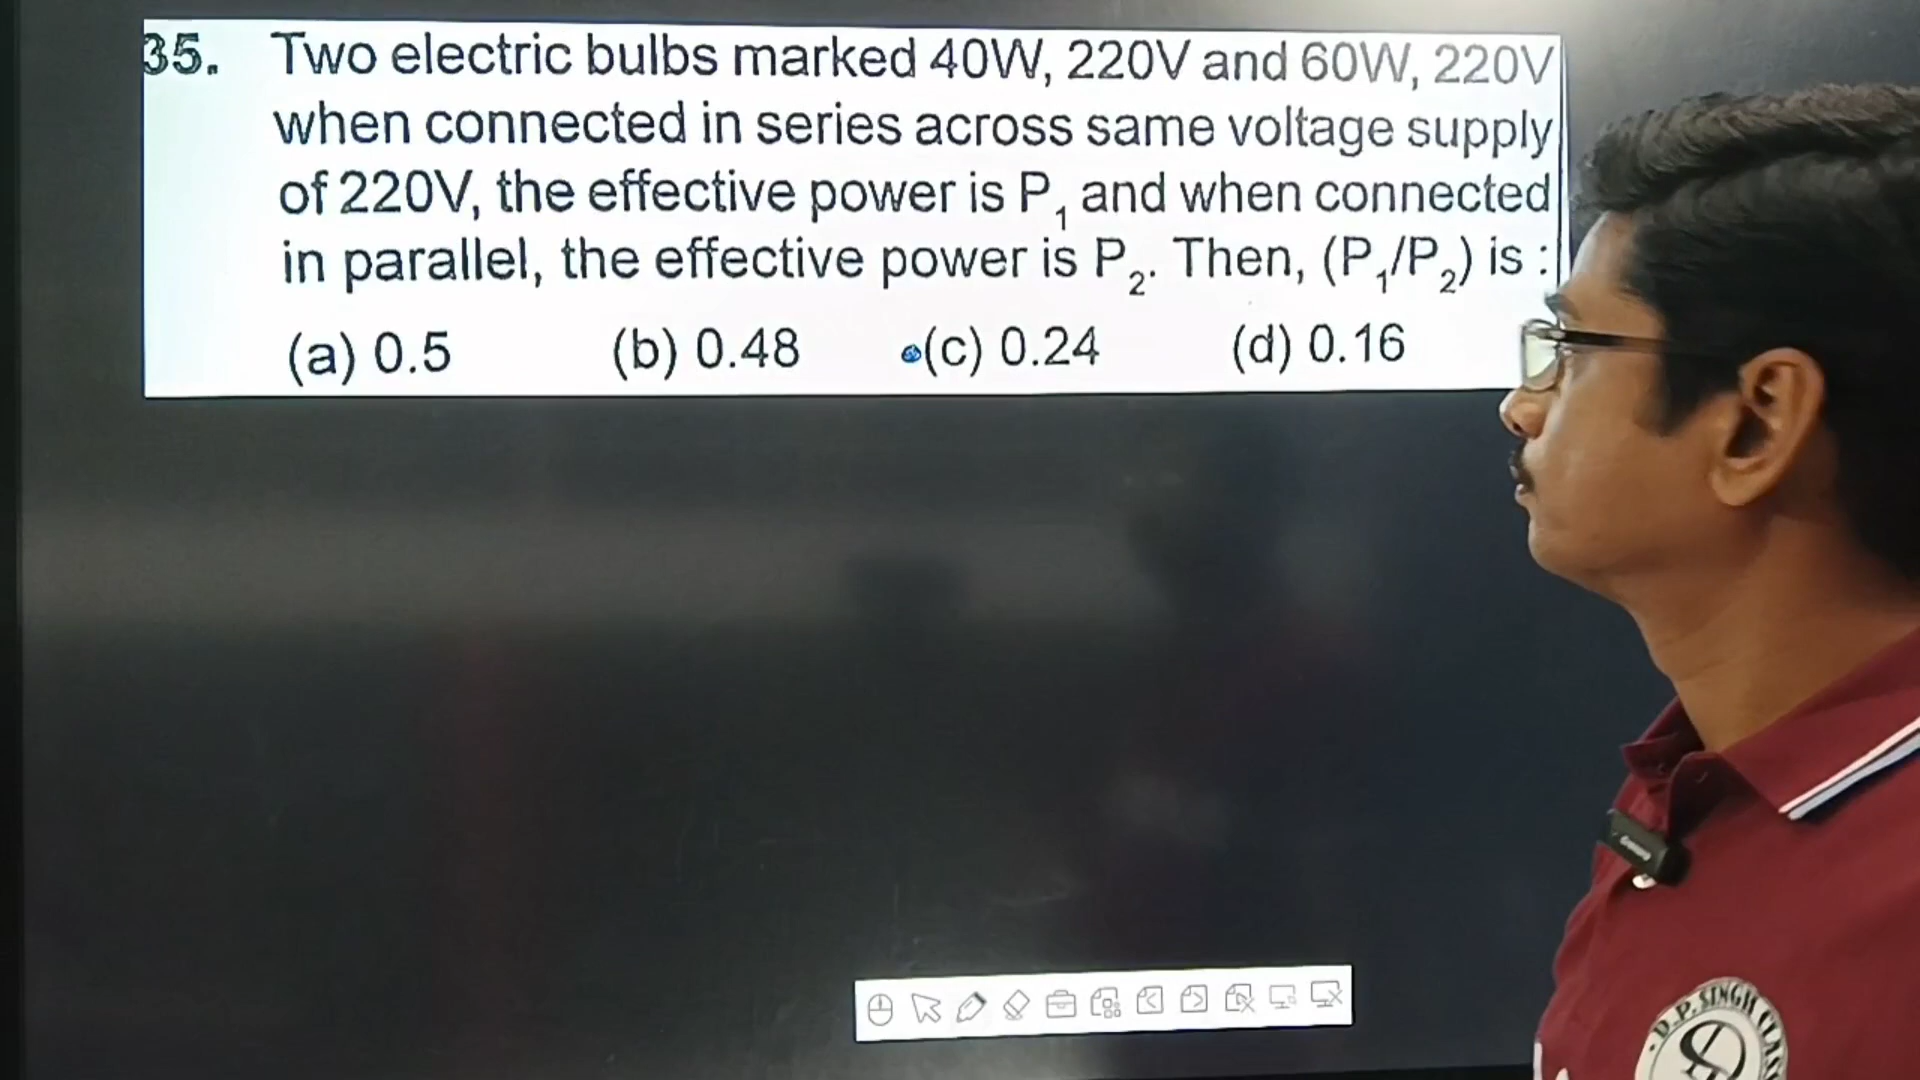 35. Two electric bulbs marked 40W, 220V and 60W, 220V
when connected in series across same voltage supply
of 220V, the effective power is P₁ and when connected
in parallel, the effective power is P₂. Then, (P₁/P₂) is :
(a) 0.5 (b) 0.48 (c) 0.24 (d) 0.16
D.P. SINGH